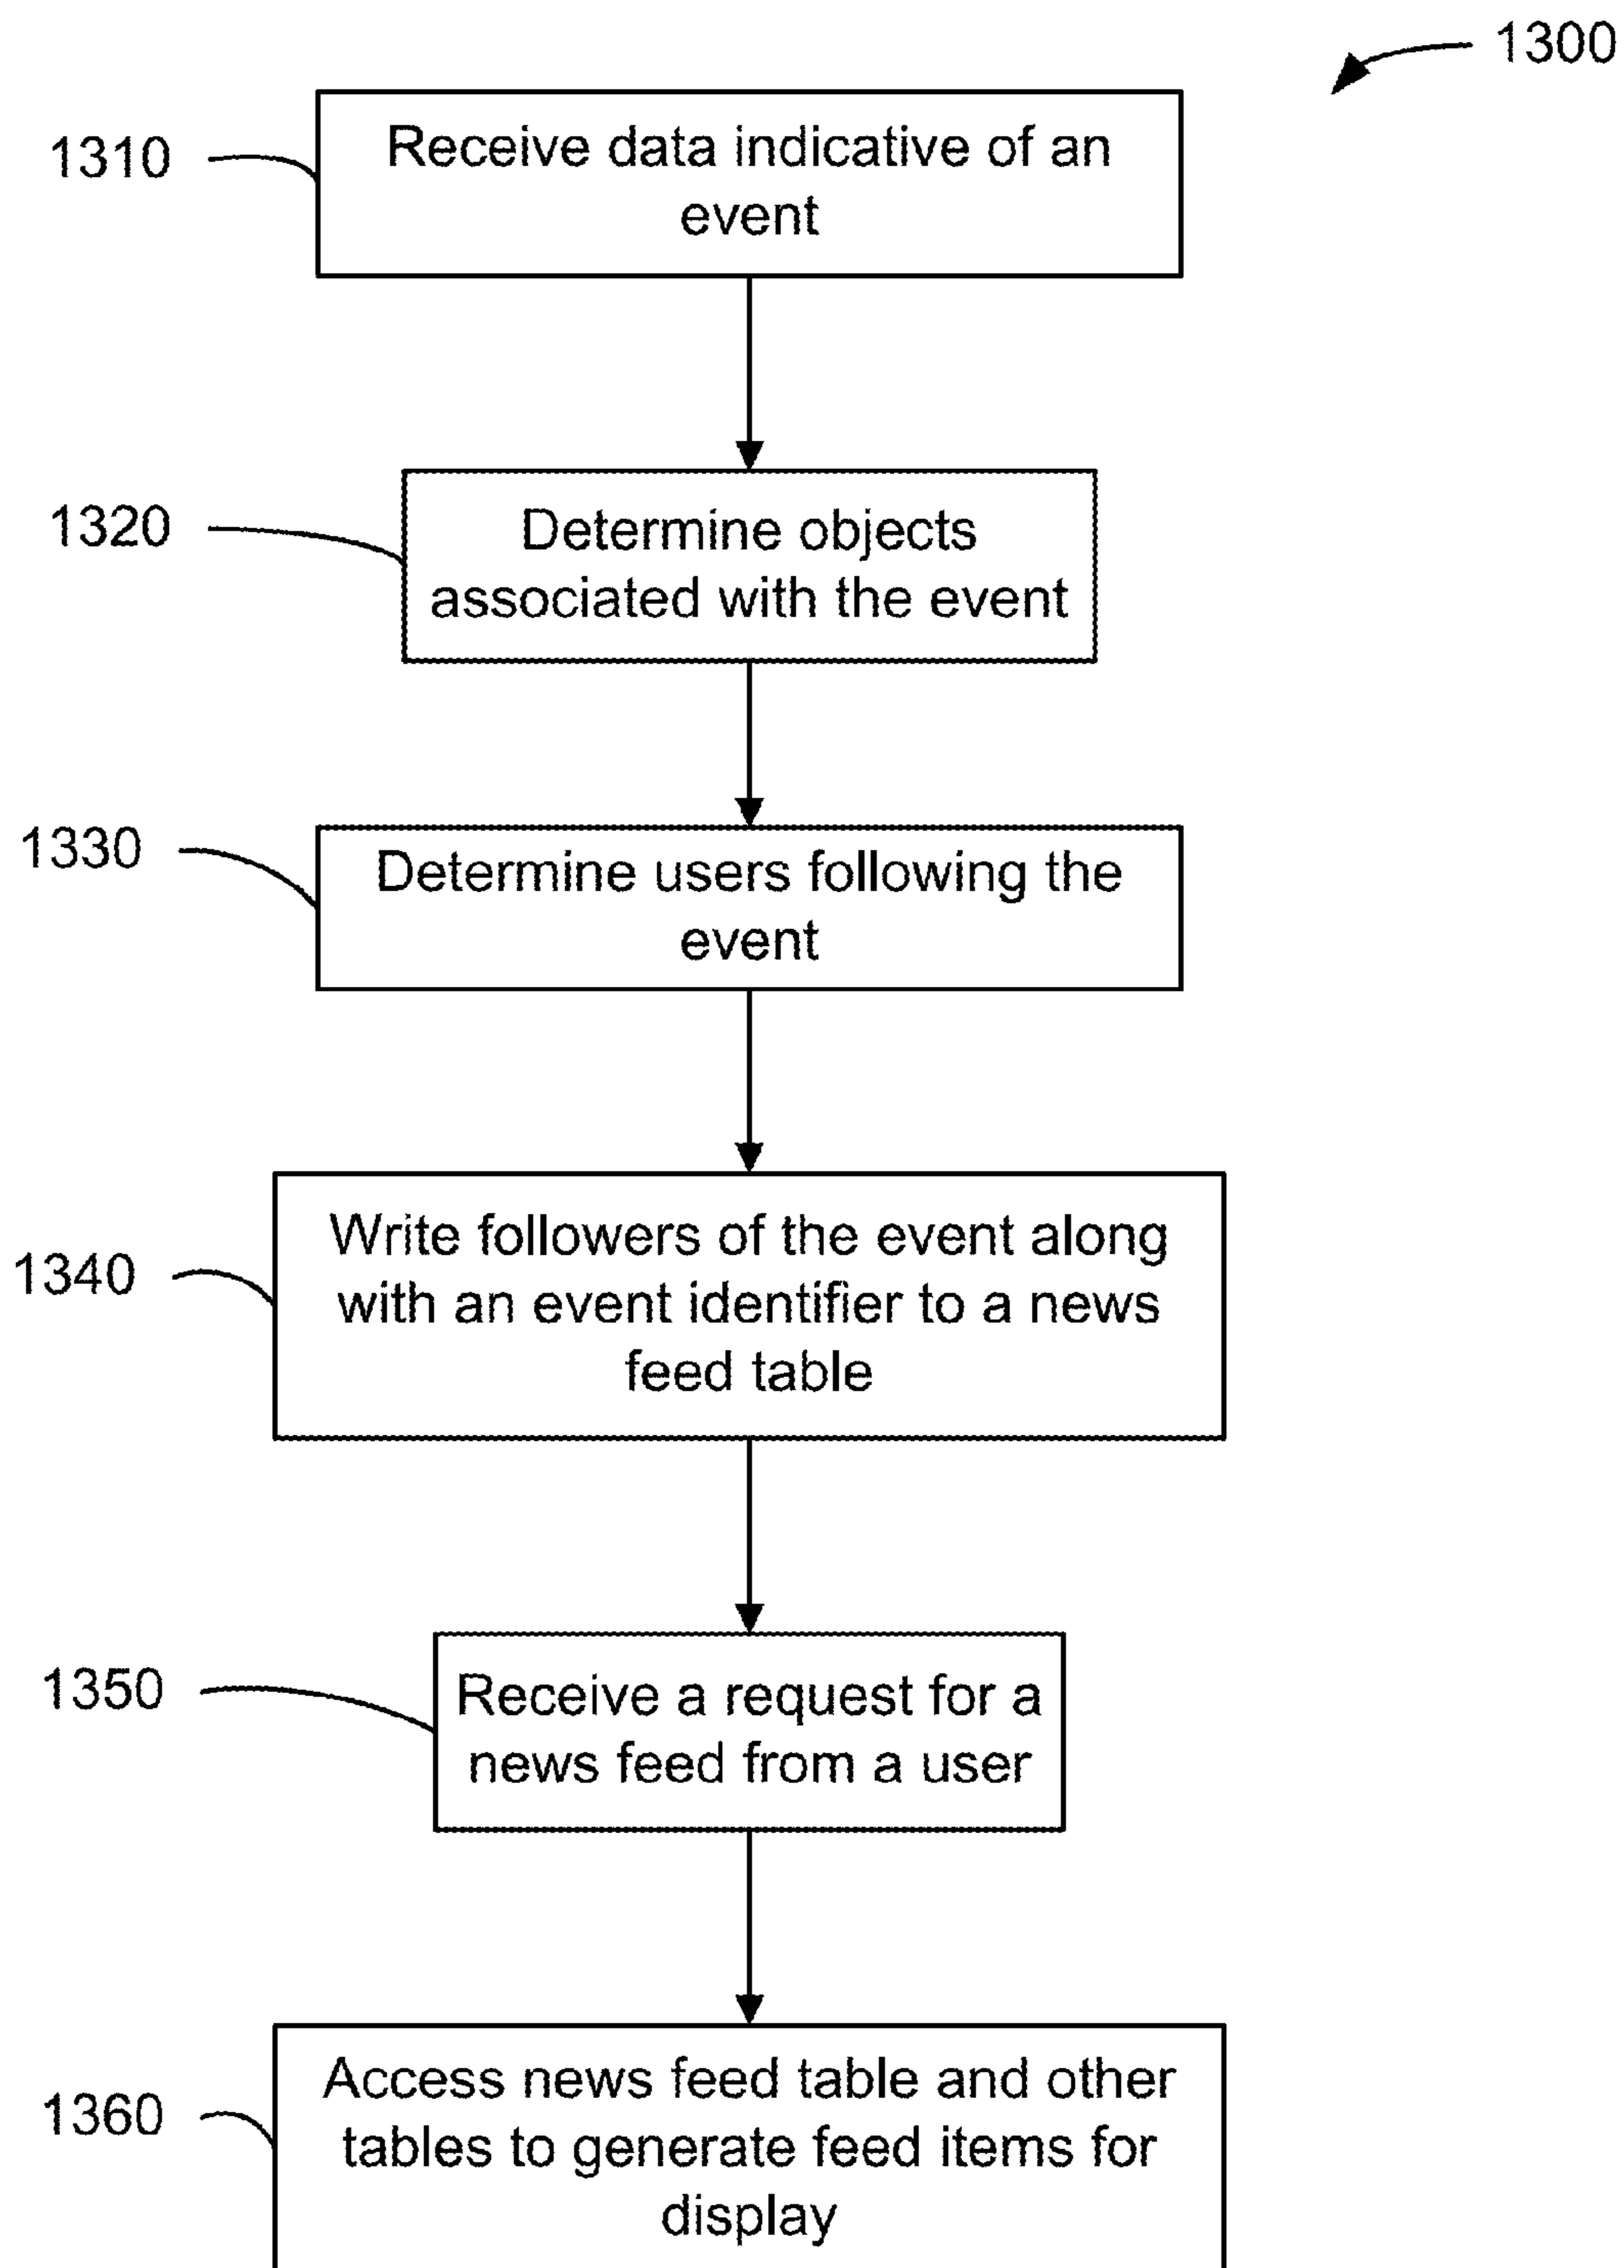 1300
1310
Receive data indicative of an
event
1320
Determine objects
associated with the event
1330
Determine users following the
event
1340
Write followers of the event along
with an event identifier to a news
feed table
1350
Receive a request for a
news feed from a user
1360
Access news feed table and other
tables to generate feed items for
display